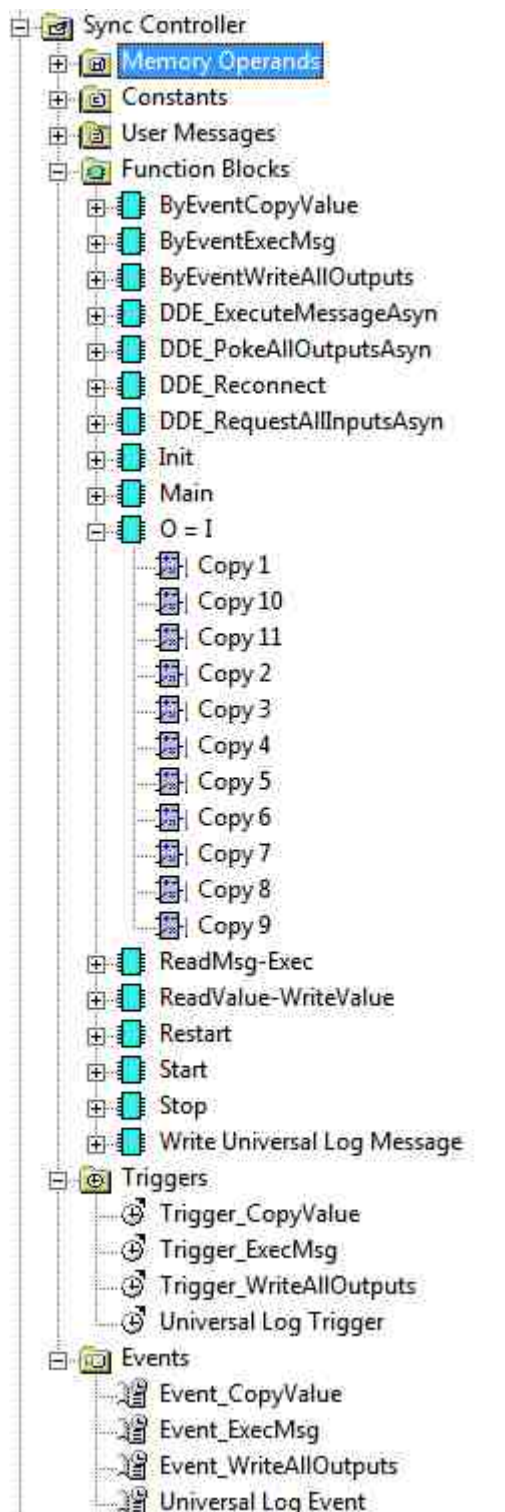 Sync Controller
Memory Operands
Constants
User Messages
Function Blocks
ByEventCopyValue
ByEventExecMsg
ByEventWriteAllOutputs
DDE_ExecuteMessageAsyn
DDE_PokeAllOutputsAsyn
DDE_Reconnect
DDE_RequestAllInputsAsyn
Init
Main
O = I
Copy 1
Copy 10
Copy 11
Copy 2
Copy 3
Copy 4
Copy 5
Copy 6
Copy 7
Copy 8
Copy 9
ReadMsg-Exec
ReadValue-WriteValue
Restart
Start
Stop
Write Universal Log Message
Triggers
Trigger_CopyValue
Trigger_ExecMsg
Trigger_WriteAllOutputs
Universal Log Trigger
Events
Event_CopyValue
Event_ExecMsg
Event_WriteAllOutputs
Universal Log Event